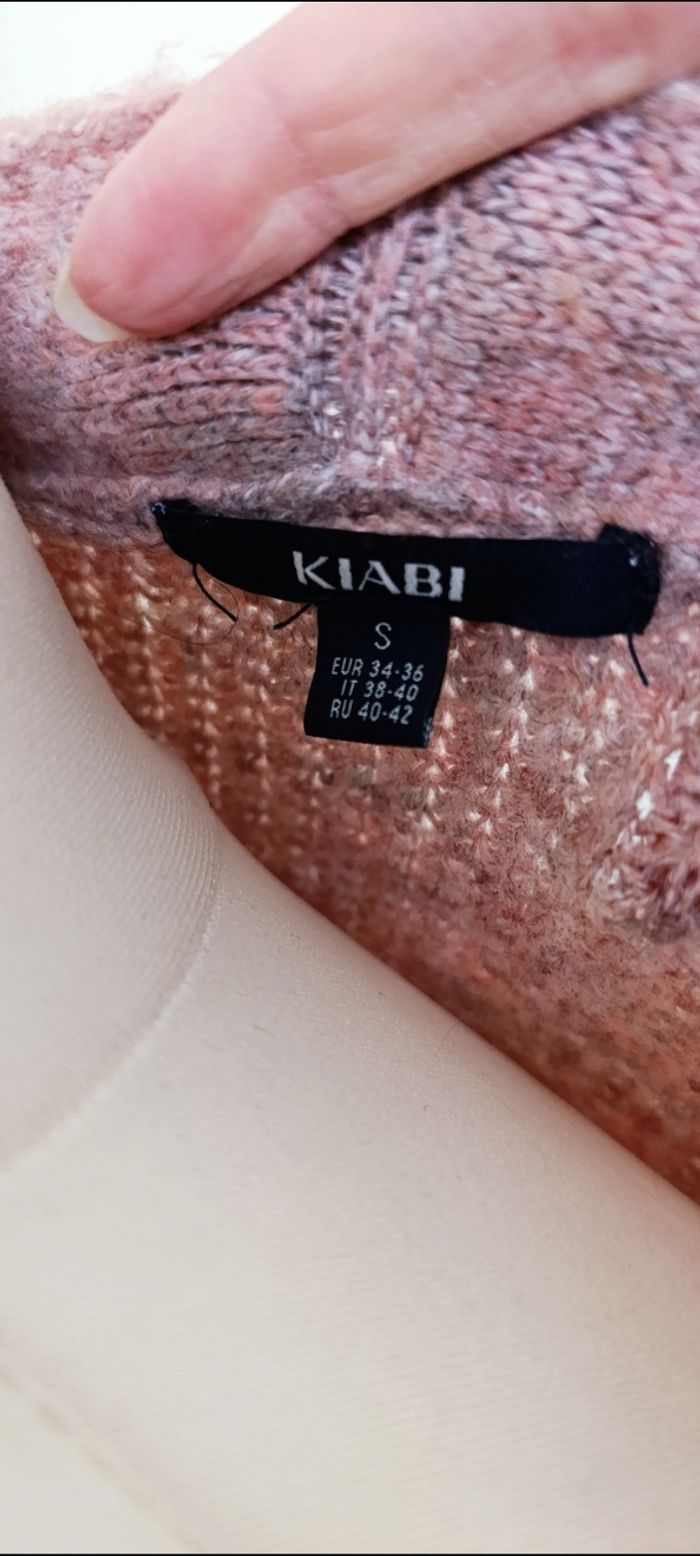 KIABI
S
EUR 34-36
IT 38-40
RU 40-42